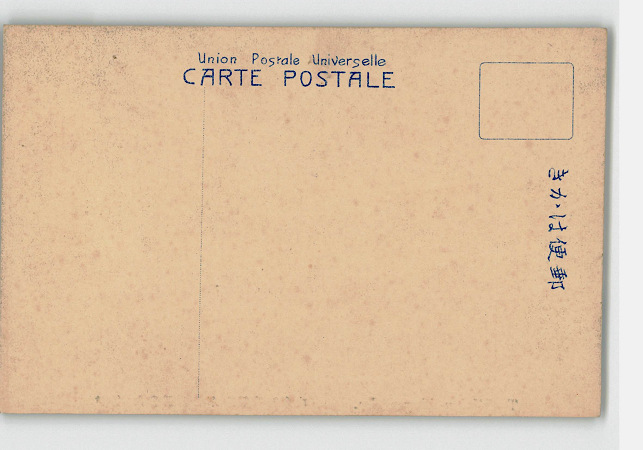 Union Postale Universelle
CARTE POSTALE
きかは便郵